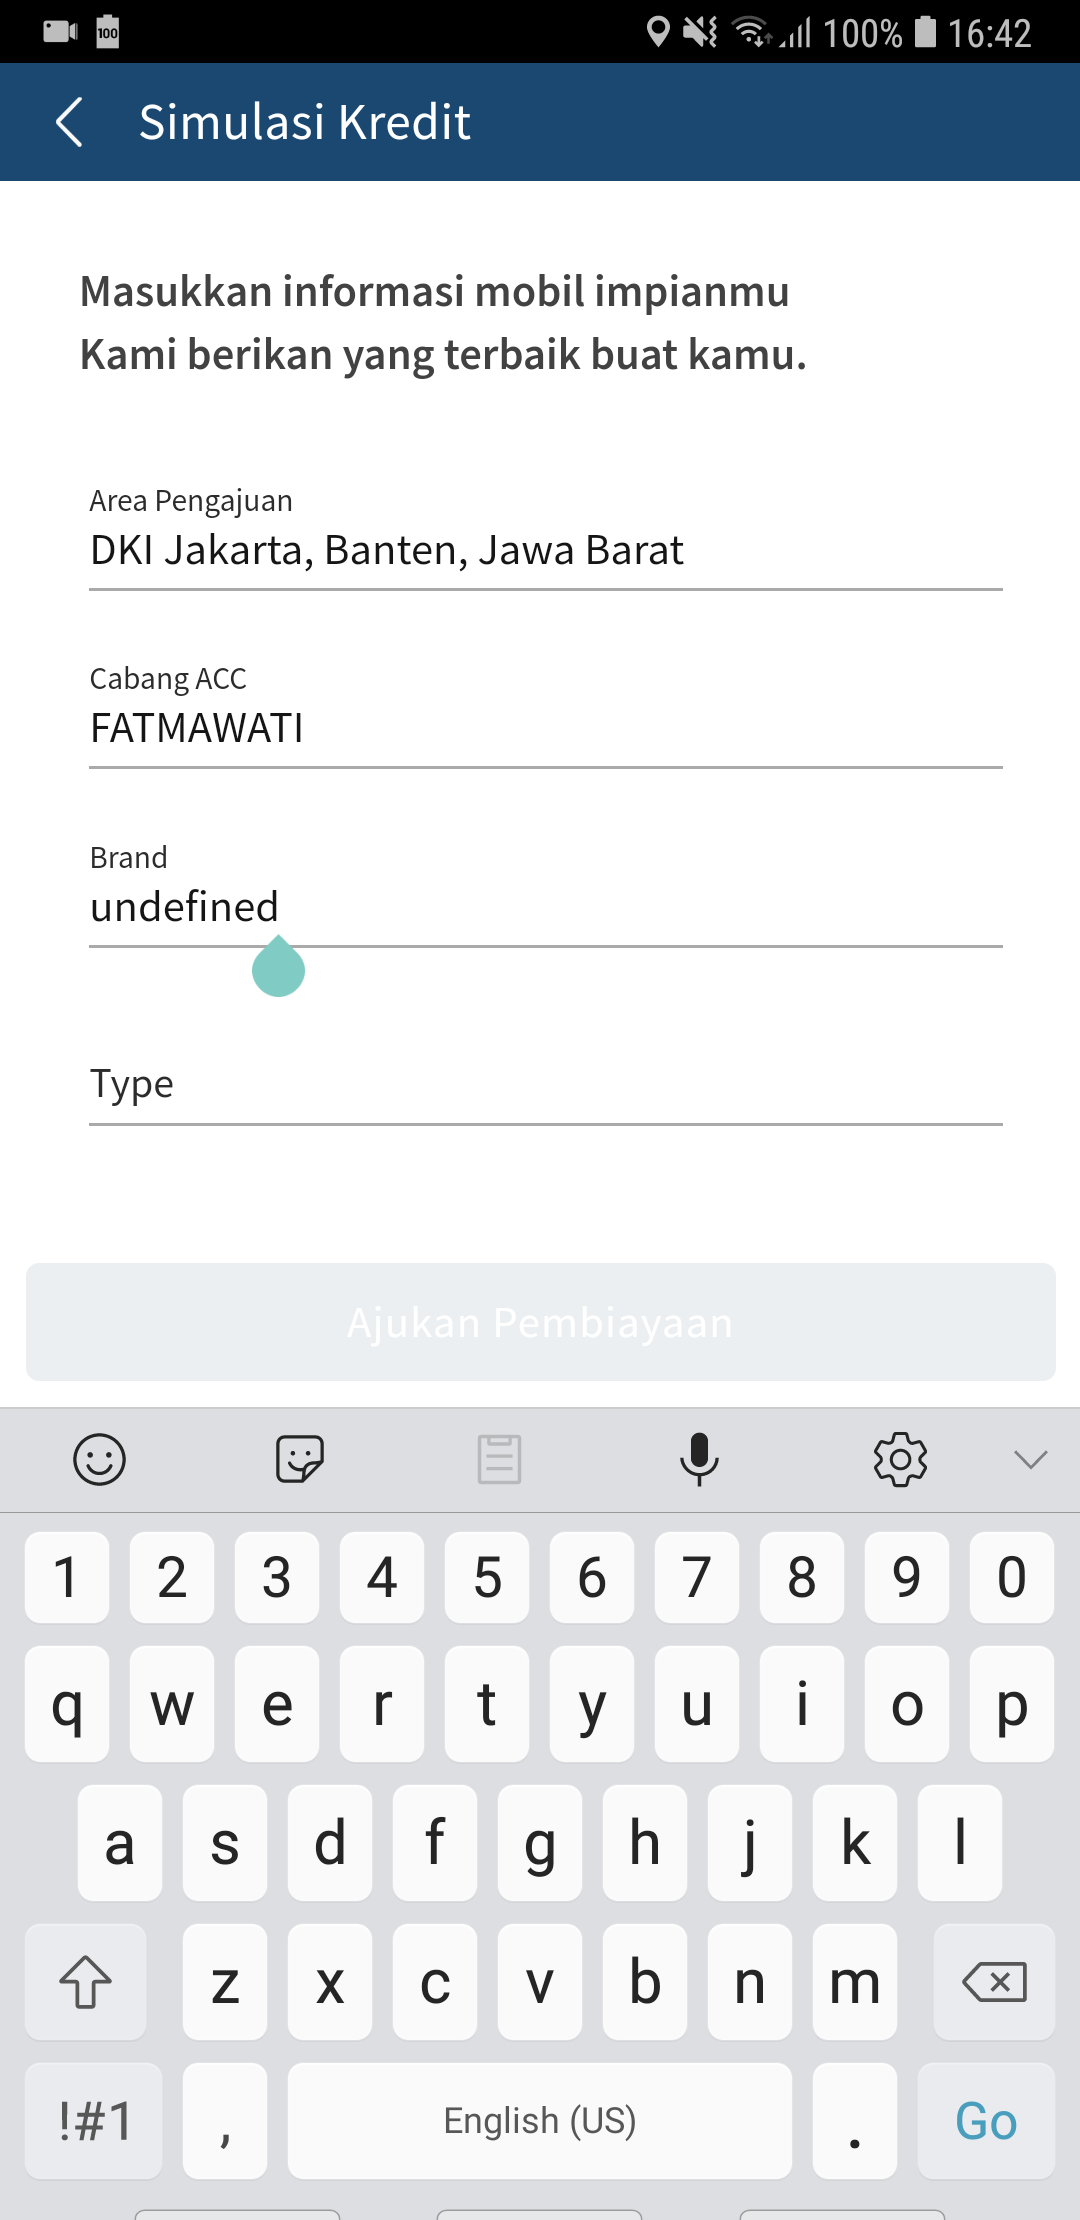 100 100% 16:42
Simulasi Kredit
Masukkan informasi mobil impianmu
Kami berikan yang terbaik buat kamu.
Area Pengajuan
DKI Jakarta, Banten, Jawa Barat
Cabang ACC
FATMAWATI
Brand
undefined
Type
Ajukan Pembiayaan
1 2 3 4 5 6 7 8 9 0
q w e r t y u i o p
a s d f g h j k l
z x c v b n m
!#1 , English (US) . Go